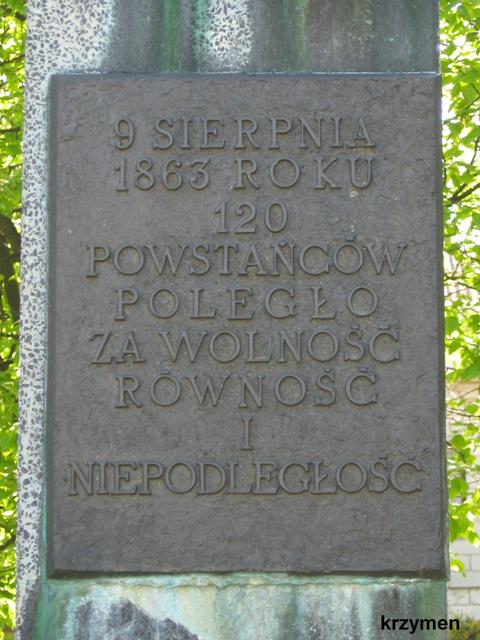 9 SIERPNIA
1863 ROKU
120
POWSTAŃCÓW
POLEGŁO
ZA WOLNOŚĆ
RÓWNOŚĆ
I
NIEPODLEGŁOŚĆ
krzymen